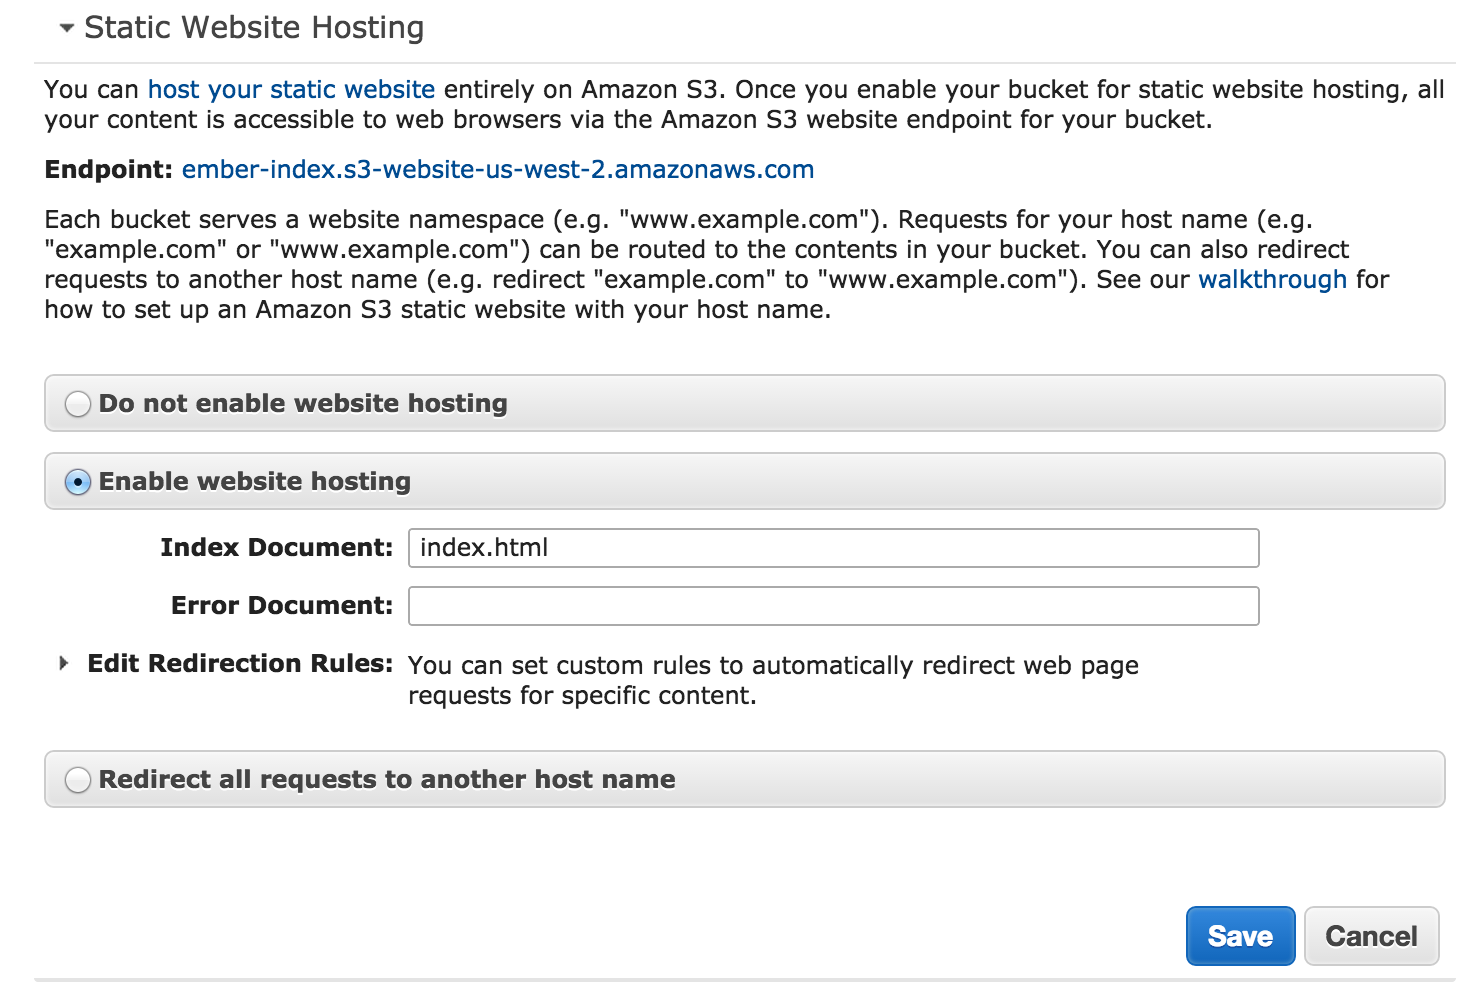 Static Website Hosting
You can host your static website entirely on Amazon S3. Once you enable your bucket for static website hosting, all
your content is accessible to web browsers via the Amazon S3 website endpoint for your bucket.
Endpoint: ember-index.s3-website-us-west-2.amazonaws.com
Each bucket serves a website namespace (e.g. "www.example.com"). Requests for your host name (e.g.
"example.com" or "www.example.com") can be routed to the contents in your bucket. You can also redirect
requests to another host name (e.g. redirect "example.com" to "www.example.com"). See our walkthrough for
how to set up an Amazon S3 static website with your host name.
Do not enable website hosting
Enable website hosting
Index Document: index.html
Error Document:
Edit Redirection Rules: You can set custom rules to automatically redirect web page
requests for specific content.
Redirect all requests to another host name
Save Cancel